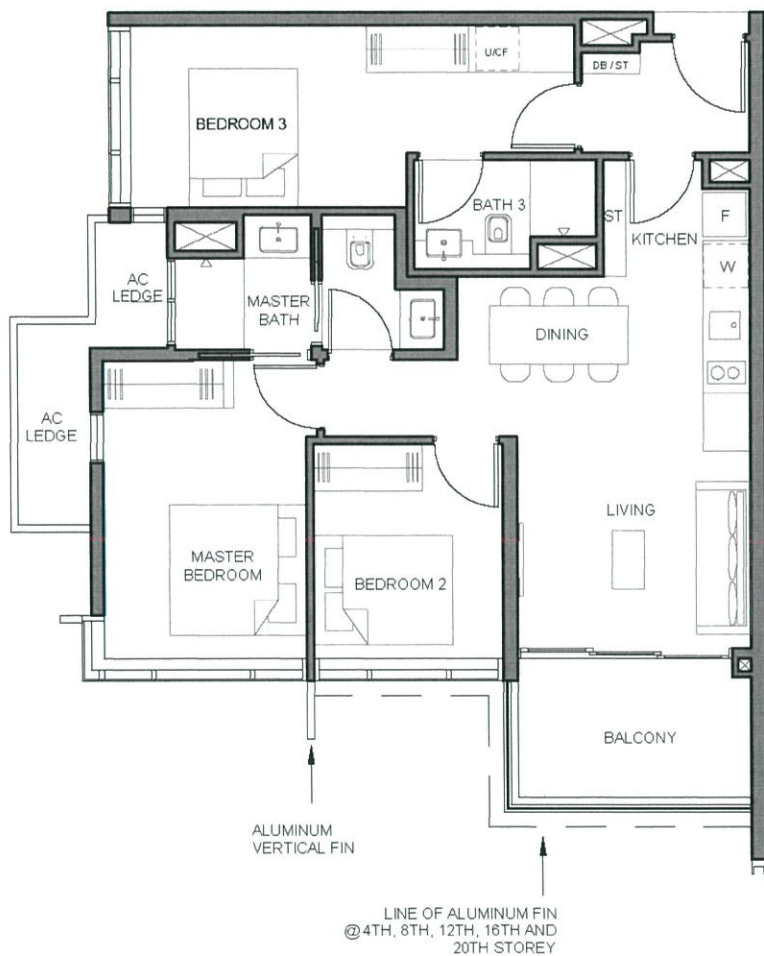 U/CF
DB / ST
BEDROOM 3
BATH 3
ST
F
KITCHEN
W
AC
LEDGE
MASTER
BATH
DINING
AC
LEDGE
LIVING
MASTER
BEDROOM
BEDROOM 2
BALCONY
ALUMINUM
VERTICAL FIN
LINE OF ALUMINUM FIN
@4TH, 8TH, 12TH, 16TH AND
20TH STOREY